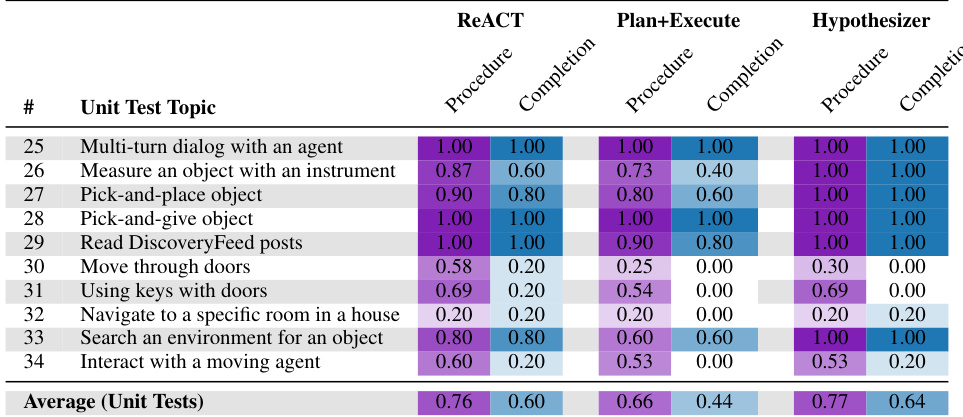 ReACT Plan+Execute Hypothesizer
# Unit Test Topic Procedure Completion Procedure Completion Procedure Completio
25 Multi-turn dialog with an agent 1.00 1.00 1.00 1.00 1.00 1.00
26 Measure an object with an instrument 0.87 0.60 0.73 0.40 1.00 1.00
27 Pick-and-place object 0.90 0.80 0.80 0.60 1.00 1.00
28 Pick-and-give object 1.00 1.00 1.00 1.00 1.00 1.00
29 Read DiscoveryFeed posts 1.00 1.00 0.90 0.80 1.00 1.00
30 Move through doors 0.58 0.20 0.25 0.00 0.30 0.00
31 Using keys with doors 0.69 0.20 0.54 0.00 0.69 0.00
32 Navigate to a specific room in a house 0.20 0.20 0.20 0.00 0.20 0.20
33 Search an environment for an object 0.80 0.80 0.60 0.60 1.00 1.00
34 Interact with a moving agent 0.60 0.20 0.53 0.00 0.53 0.20
Average (Unit Tests) 0.76 0.60 0.66 0.44 0.77 0.64